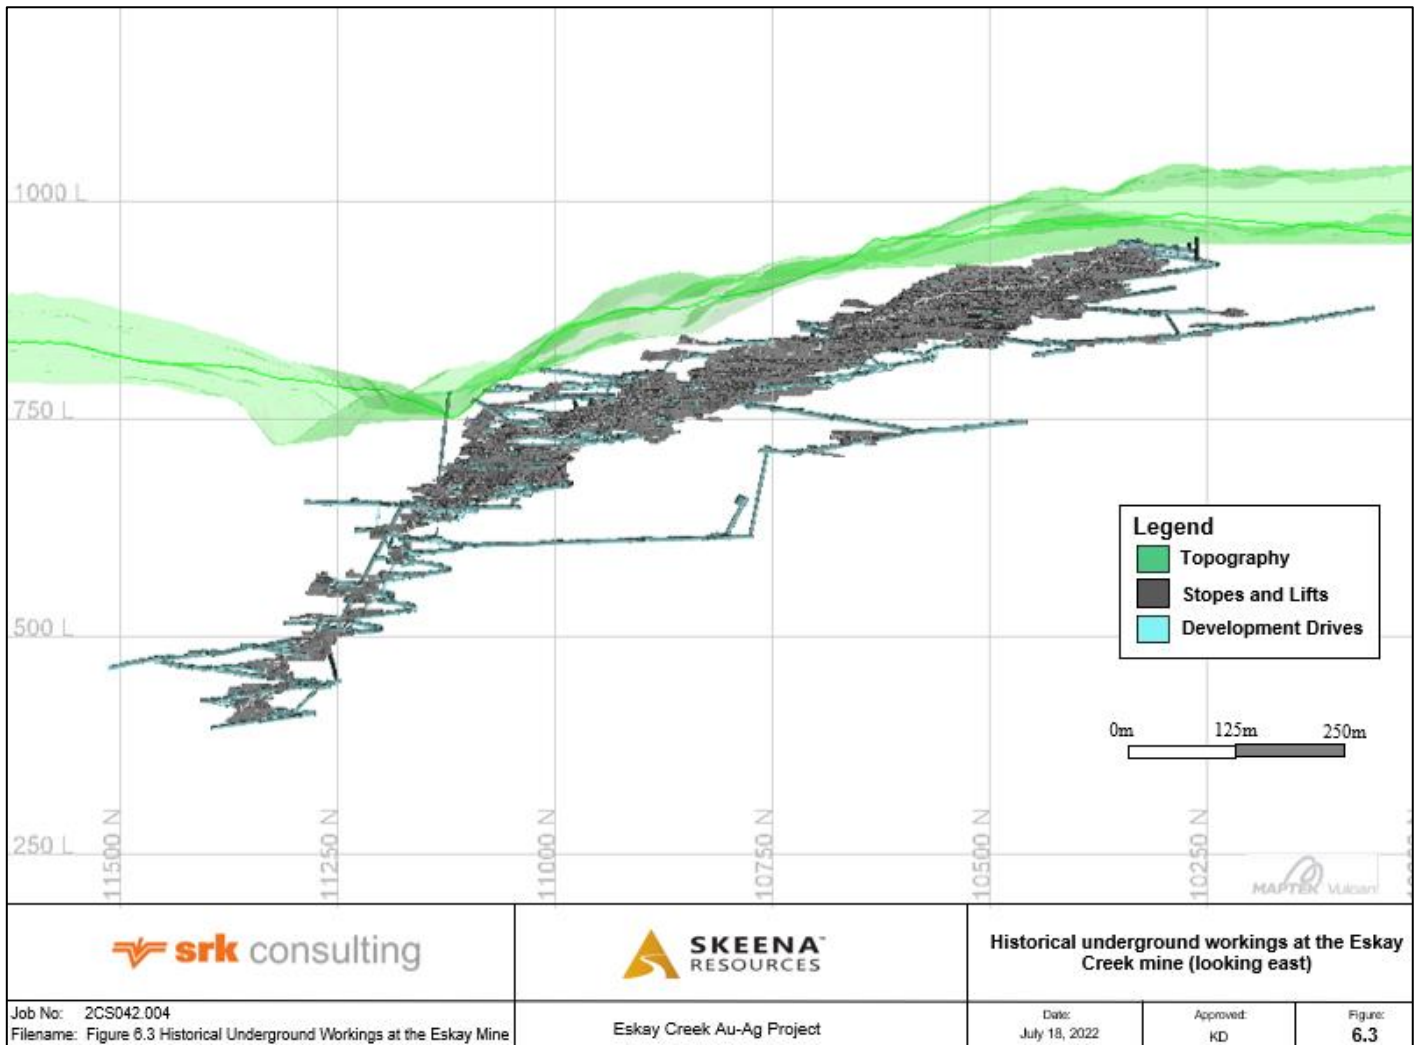 1000 L
750 L
500 L
250 L
11500 N
11250 N
11000 N
10750 N
10500 N
10250 N
Legend
Topography
Stopes and Lifts
Development Drives
0m 125m 250m
MAPTEK Vulcan
srk consulting
SKEENA
RESOURCES
Historical underground workings at the Eskay
Creek mine (looking east)
Job No: 2CS042.004
Filename: Figure 6.3 Historical Underground Workings at the Eskay Mine
Eskay Creek Au-Ag Project
Date:
July 18, 2022
Approved:
KD
Figure:
6.3